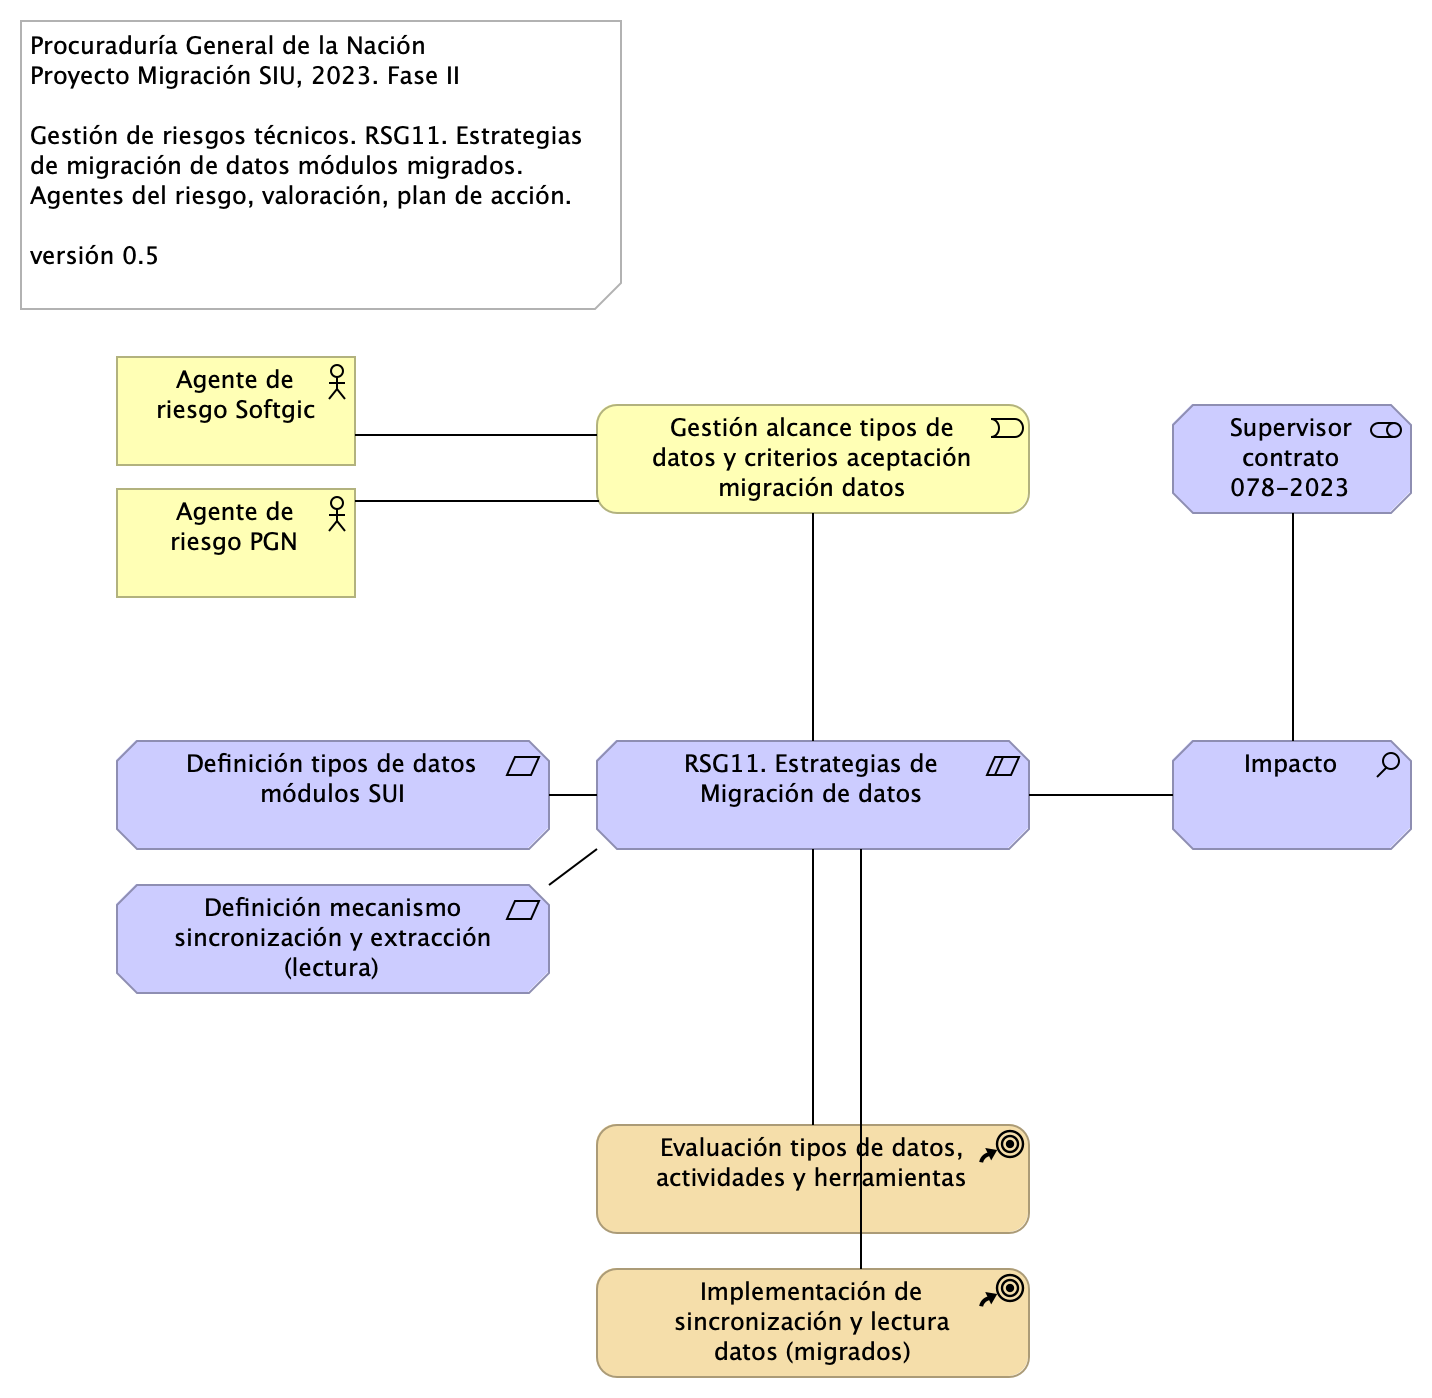 Procuraduría General de la Nación
Proyecto Migración SIU, 2023. Fase II
Gestión de riesgos técnicos. RSG11. Estrategias
de migración de datos módulos migrados.
Agentes del riesgo, valoración, plan de acción.
versión 0.5
Agente de
riesgo Softgic
Agente de
riesgo PGN
Gestión alcance tipos de
datos y criterios aceptación
migración datos
Supervisor
contrato
078-2023
Definición tipos de datos
módulos SUI
RSG11. Estrategias de
Migración de datos
Impacto
Definición mecanismo
sincronización y extracción
(lectura)
Evaluación tipos de datos,
actividades y herramientas
Implementación de
sincronización y lectura
datos (migrados)